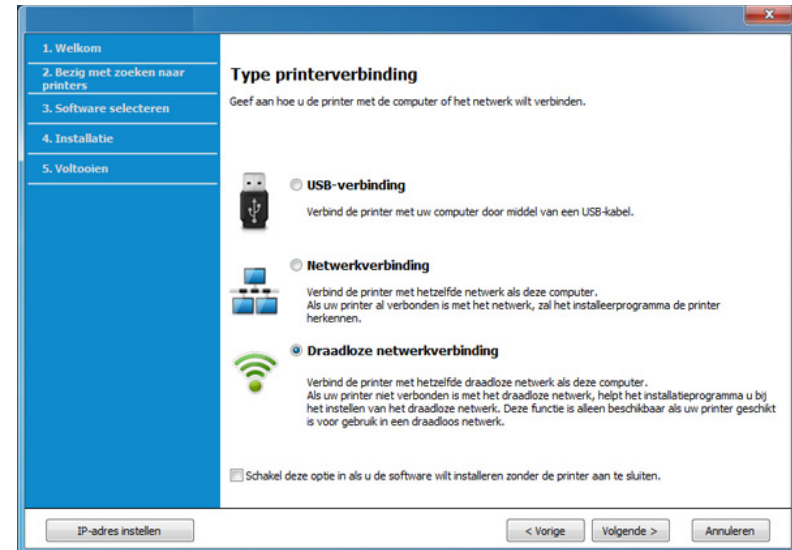 1. Welkom
2. Bezig met zoeken naar
printers
3. Software selecteren
4. Installatie
5. Voltooien
Type printerverbinding
Geef aan hoe u de printer met de computer of het netwerk wilt verbinden.
USB-verbinding
Verbind de printer met uw computer door middel van een USB-kabel.
Netwerkverbinding
Verbind de printer met hetzelfde netwerk als deze computer.
Als uw printer al verbonden is met het netwerk, zal het installeerprogramma de printer
herkennen.
Draadloze netwerkverbinding
Verbind de printer met hetzelfde draadloze netwerk als deze computer.
Als uw printer niet verbonden is met het draadloze netwerk, helpt het installatieprogramma u bij
het instellen van het draadloze netwerk. Deze functie is alleen beschikbaar als uw printer geschikt
is voor gebruik in een draadloos netwerk.
Schakel deze optie in als u de software wilt installeren zonder de printer aan te sluiten.
IP-adres instellen
< Vorige
Volgende >
Annuleren